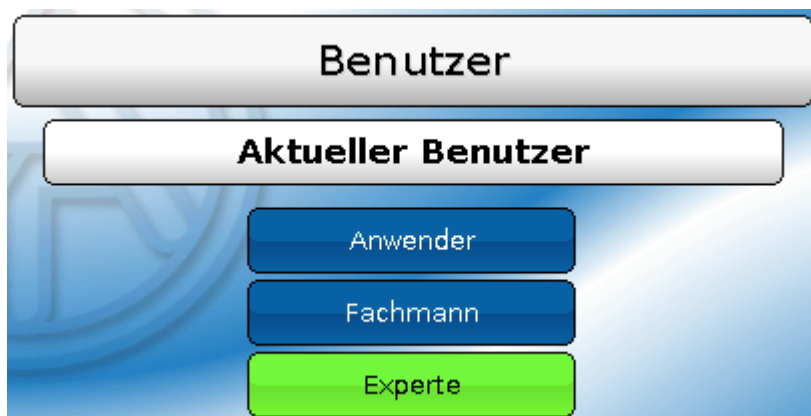 Benutzer
Aktueller Benutzer
Anwender
Fachmann
Experte